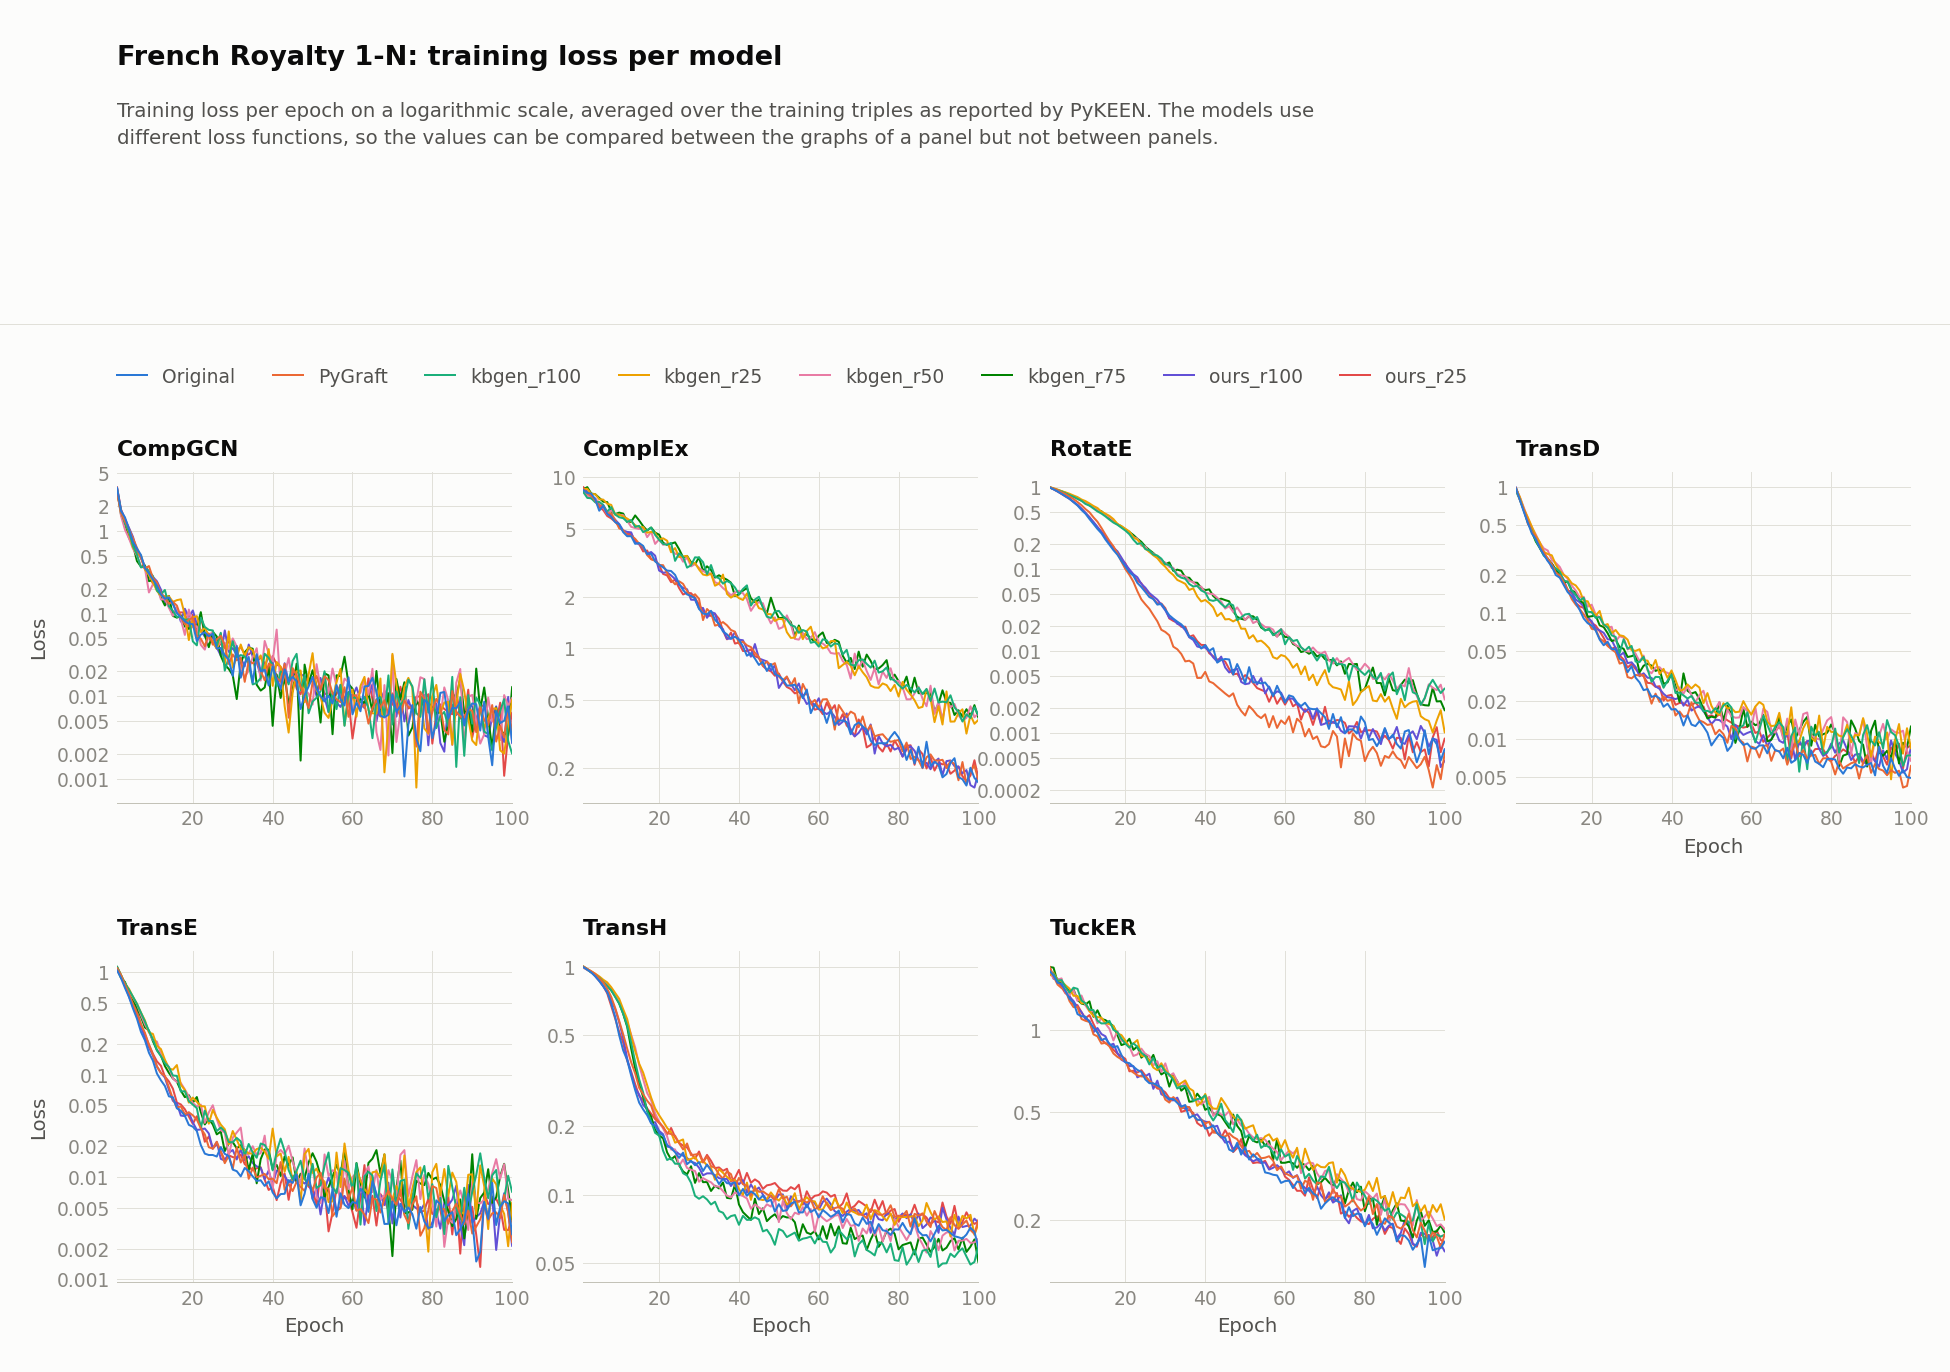 French Royalty 1-N: training loss per model
Training loss per epoch on a logarithmic scale, averaged over the training triples as reported by PyKEEN. The models use
different loss functions, so the values can be compared between the graphs of a panel but not between panels.
Original PyGraft kbgen_r100 kbgen_r25 kbgen_r50 kbgen_r75 ours_r100 ours_r25
CompGCN
5
2
1
0.5
0.2
0.1
0.05
0.02
0.01
0.005
0.002
0.001
Loss
20 40 60 80 100
ComplEx
10
5
2
1
0.5
0.2
20 40 60 80 100
RotatE
1
0.5
0.2
0.1
0.05
0.02
0.01
0.005
0.002
0.001
0.0005
0.0002
20 40 60 80 100
TransD
1
0.5
0.2
0.1
0.05
0.02
0.01
0.005
20 40 60 80 100
Epoch
TransE
1
0.5
0.2
0.1
0.05
0.02
0.01
0.005
0.002
0.001
Loss
20 40 60 80 100
Epoch
TransH
1
0.5
0.2
0.1
0.05
20 40 60 80 100
Epoch
TuckER
1
0.5
0.2
20 40 60 80 100
Epoch